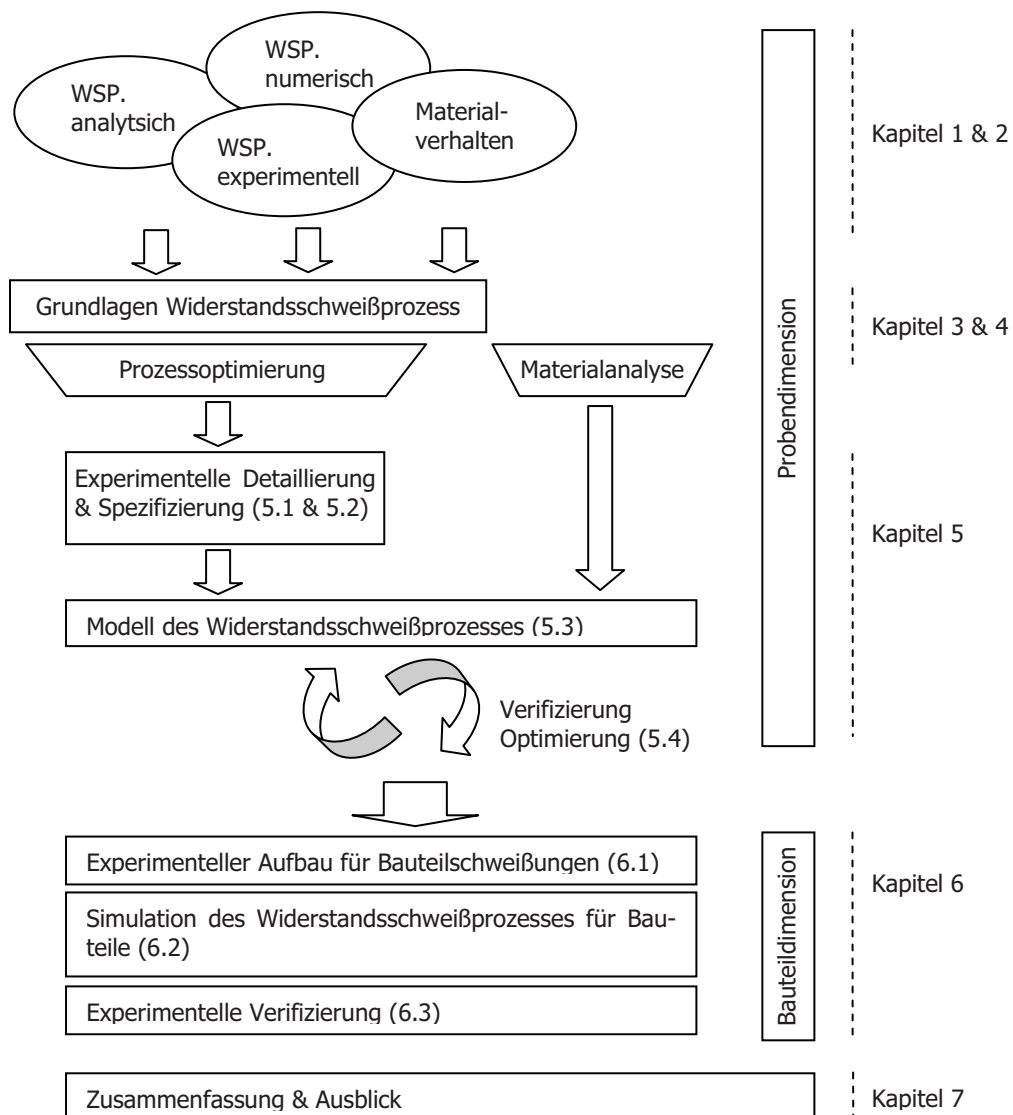 WSP.
numerisch
WSP.
analytsich
Material-
verhalten
WSP.
experimentell
Kapitel 1 & 2
Grundlagen Widerstandsschweißprozess
Kapitel 3 & 4
Prozessoptimierung
Materialanalyse
Probendimension
Experimentelle Detaillierung
& Spezifizierung (5.1 & 5.2)
Kapitel 5
Modell des Widerstandsschweißprozesses (5.3)
Verifizierung
Optimierung (5.4)
Experimenteller Aufbau für Bauteilschweißungen (6.1)
Kapitel 6
Simulation des Widerstandsschweißprozesses für Bau-
teile (6.2)
Bauteildimension
Experimentelle Verifizierung (6.3)
Zusammenfassung & Ausblick
Kapitel 7